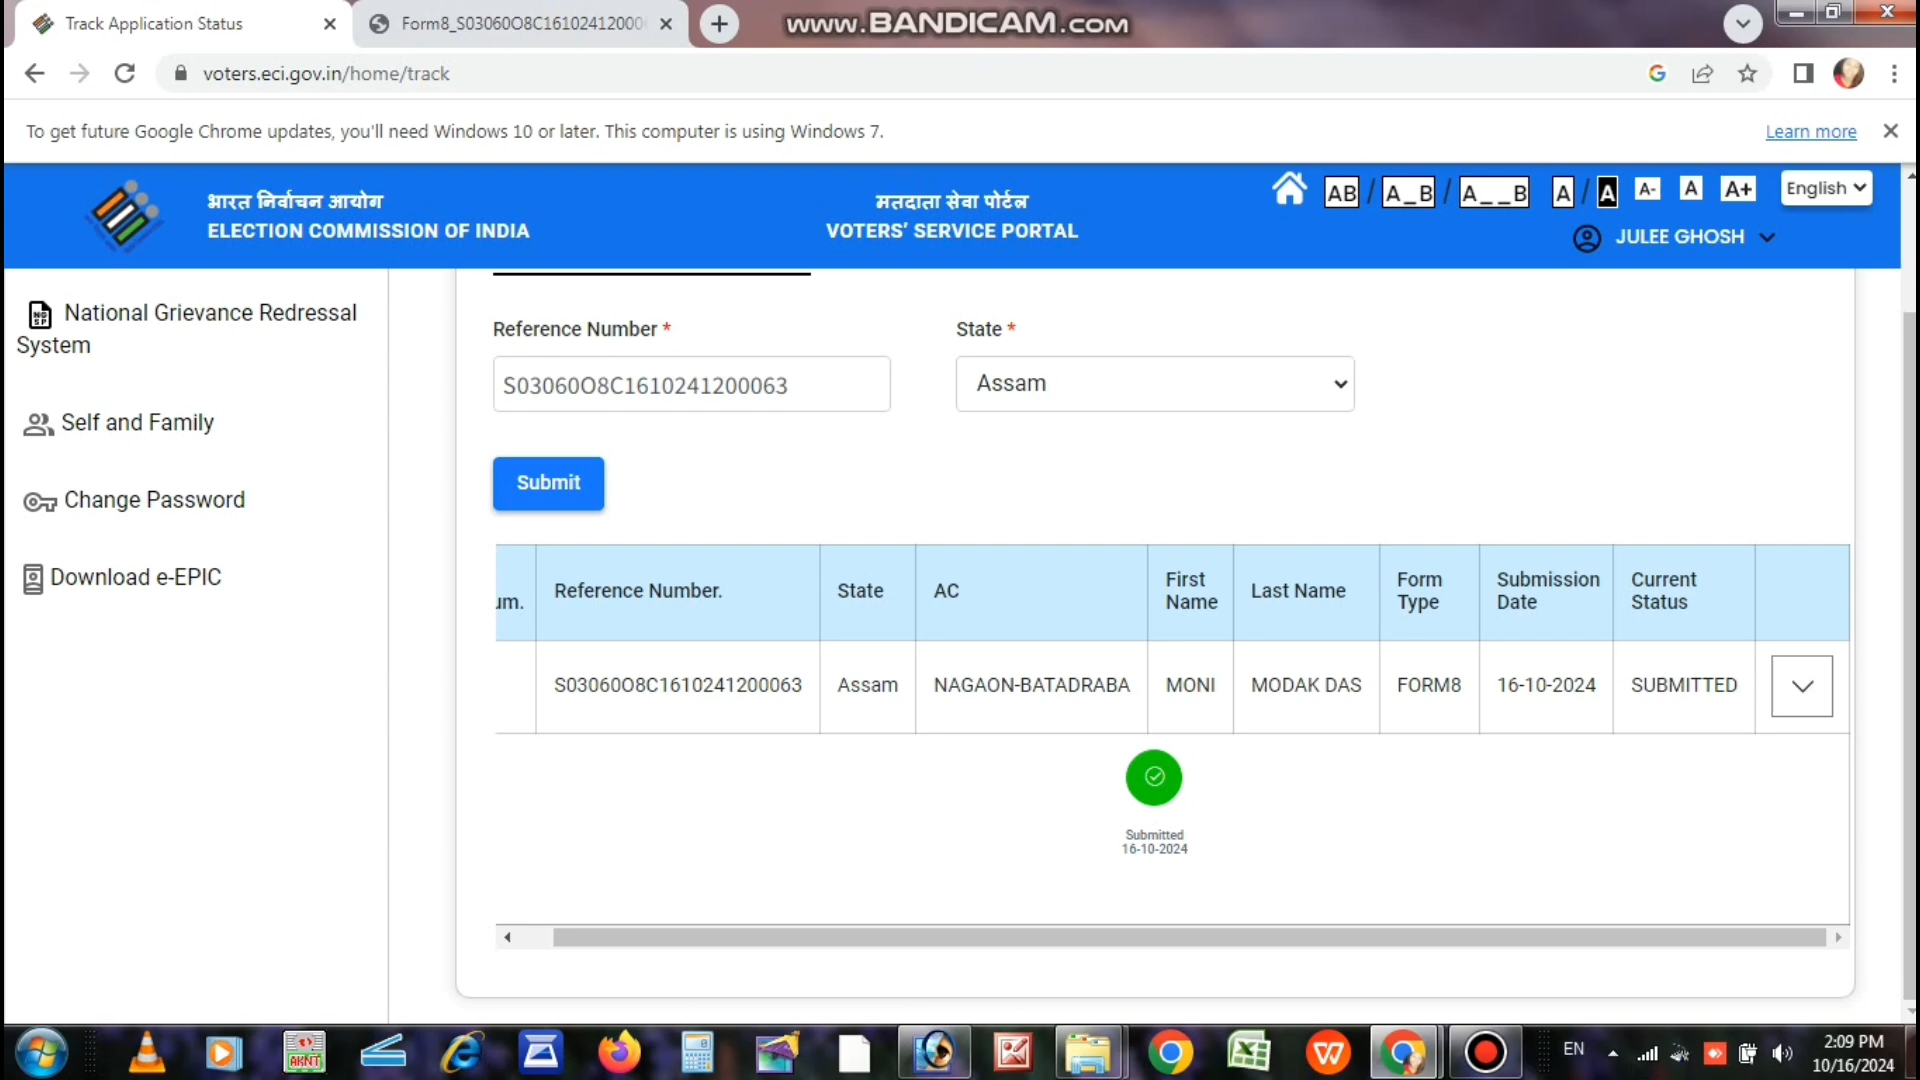 Track Application Status
Form8_S03060O8C1610241200
www.BANDICAM.com
voters.eci.gov.in/home/track
To get future Google Chrome updates, you'll need Windows 10 or later. This computer is using Windows 7.
Learn more
भारत निर्वाचन आयोग
ELECTION COMMISSION OF INDIA
मतदाता सेवा पोर्टल
VOTERS' SERVICE PORTAL
AB / A_B / A__B A / A A- A A+ English
JULEE GHOSH
National Grievance Redressal
System
Self and Family
Change Password
Download e-EPIC
Reference Number *
State *
S03060O8C1610241200063
Assam
Submit
um.
Reference Number.
State
AC
First
Name
Last Name
Form
Type
Submission
Date
Current
Status
S03060O8C1610241200063 Assam NAGAON-BATADRABA MONI MODAK DAS FORM8 16-10-2024 SUBMITTED
Submitted
16-10-2024
AKNT
EN
2:09 PM
10/16/2024